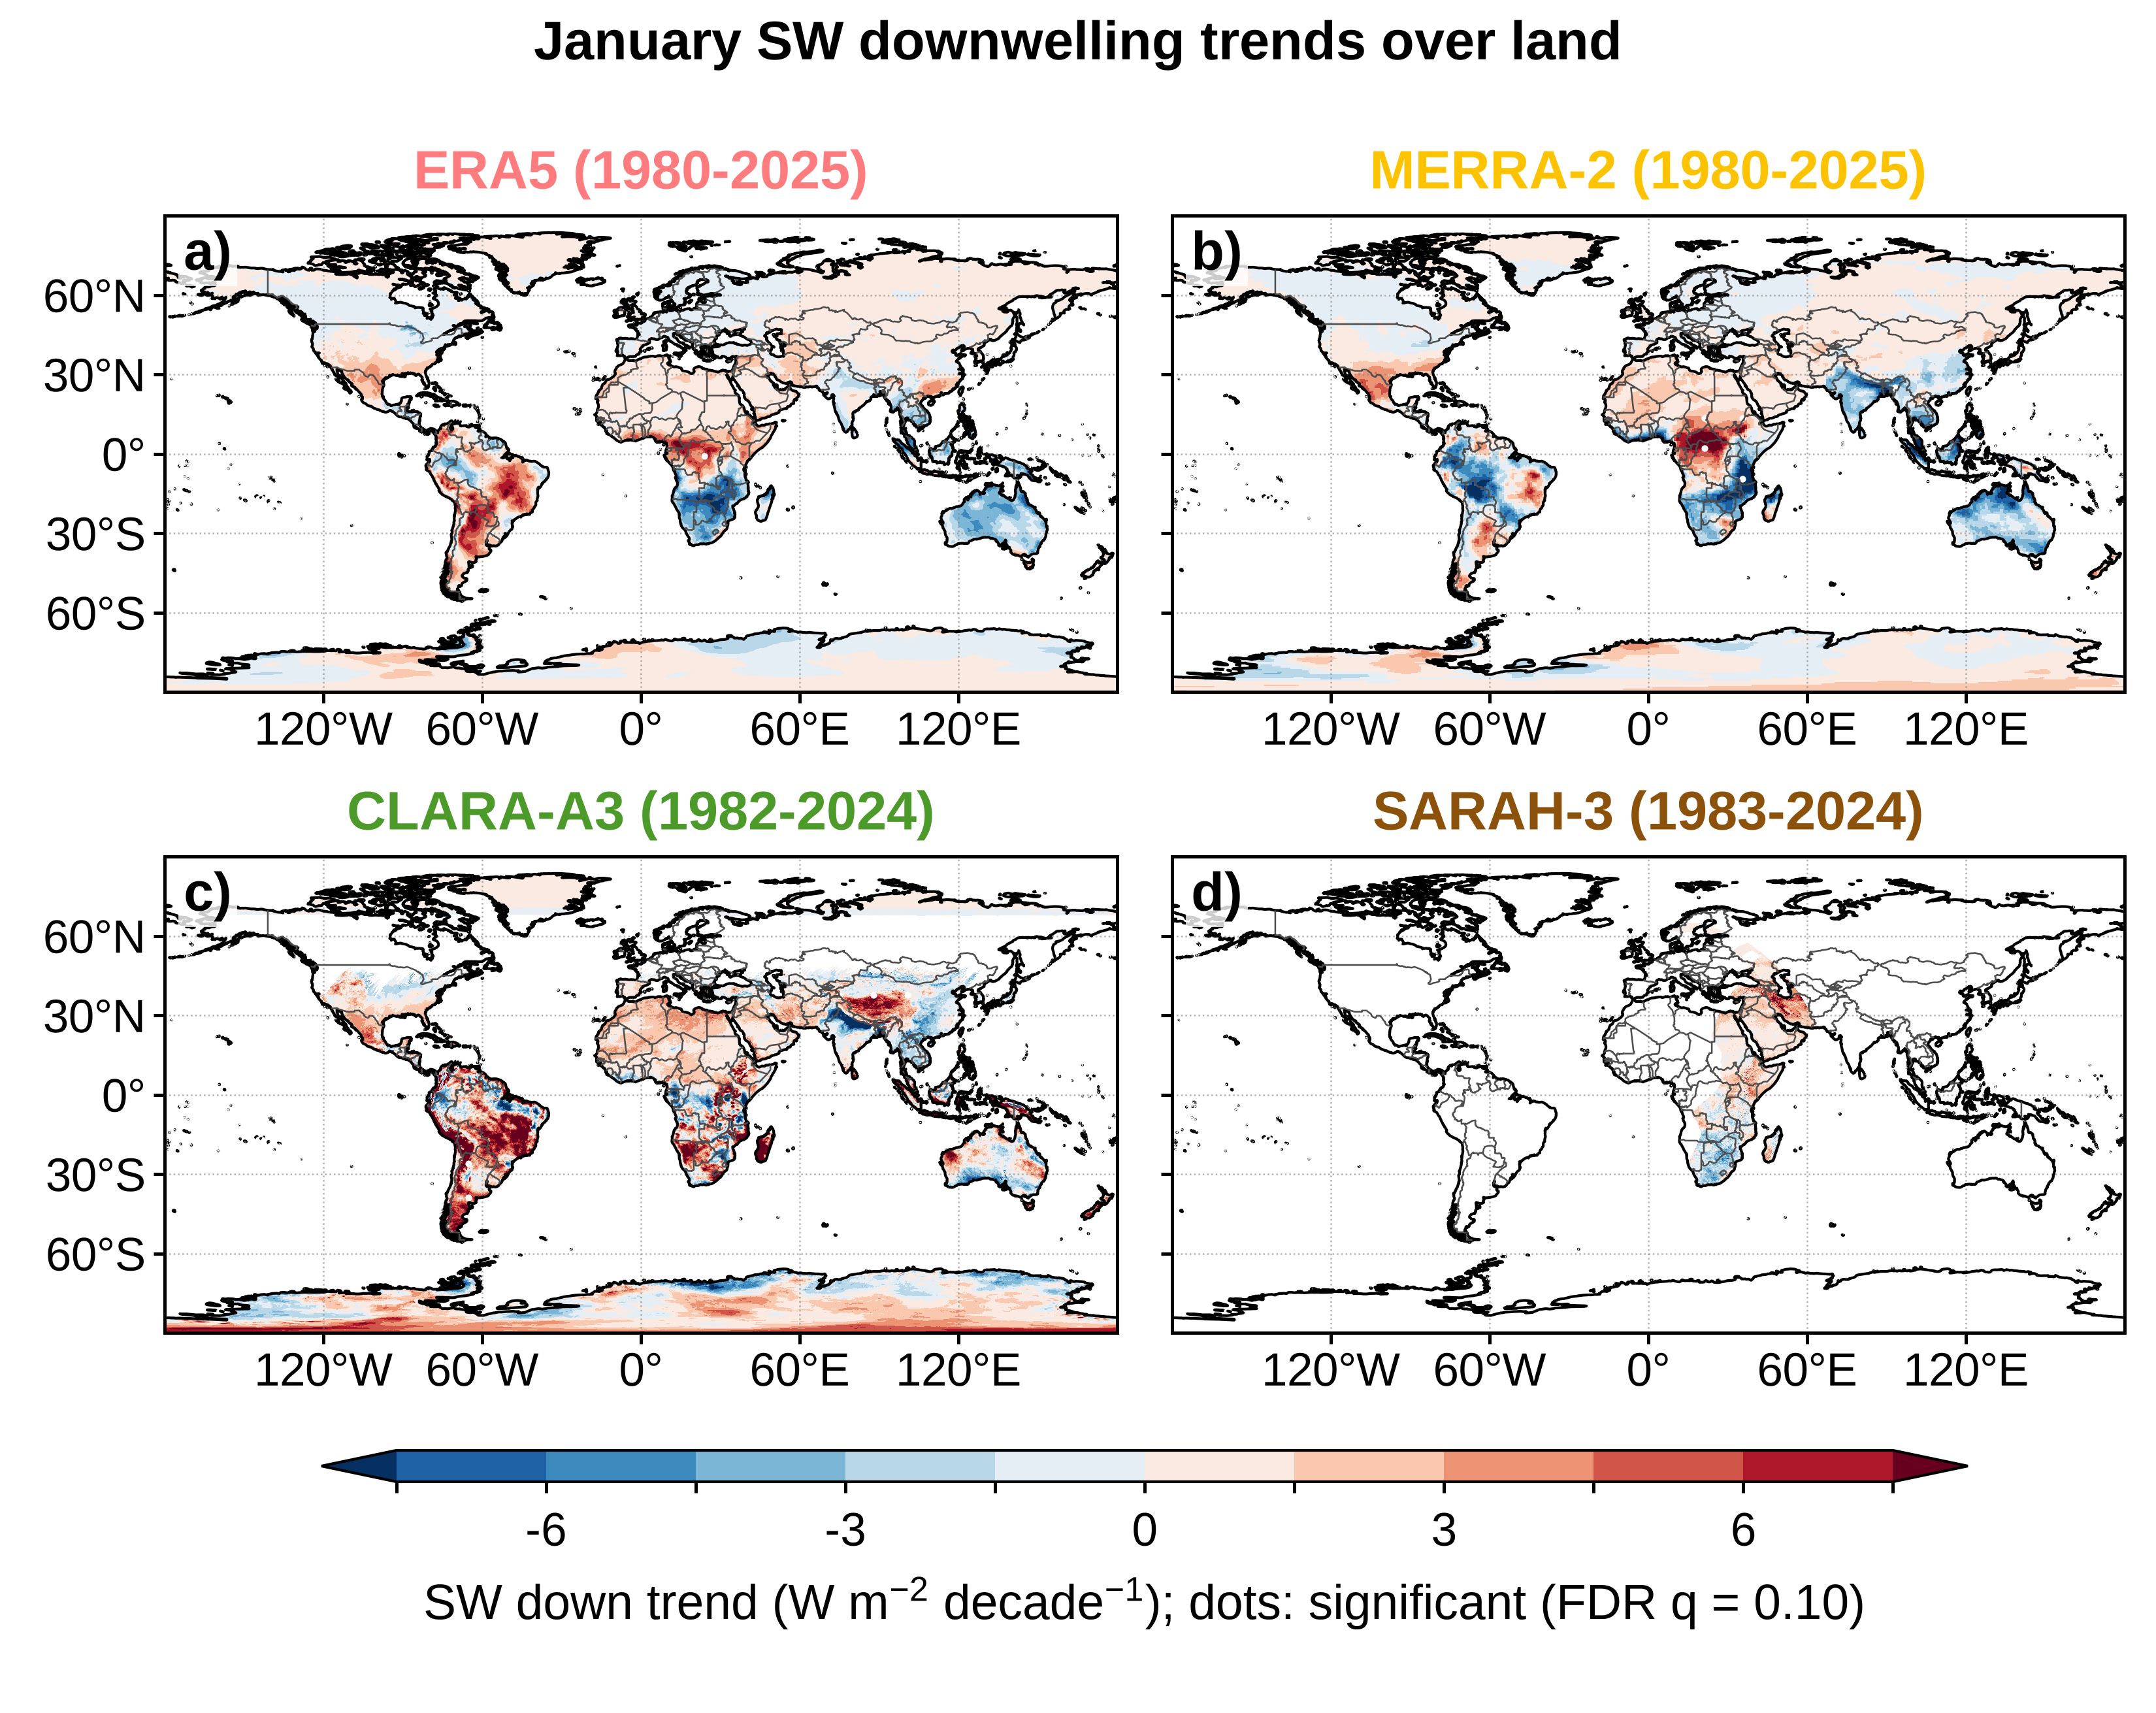 January SW downwelling trends over land
ERA5 (1980-2025)
MERRA-2 (1980-2025)
a)
b)
60°N
30°N
0°
30°S
60°S
120°W 60°W 0° 60°E 120°E
120°W 60°W 0° 60°E 120°E
CLARA-A3 (1982-2024)
SARAH-3 (1983-2024)
c)
d)
60°N
30°N
0°
30°S
60°S
120°W 60°W 0° 60°E 120°E
120°W 60°W 0° 60°E 120°E
-6 -3 0 3 6
SW down trend (W m⁻² decade⁻¹); dots: significant (FDR q = 0.10)